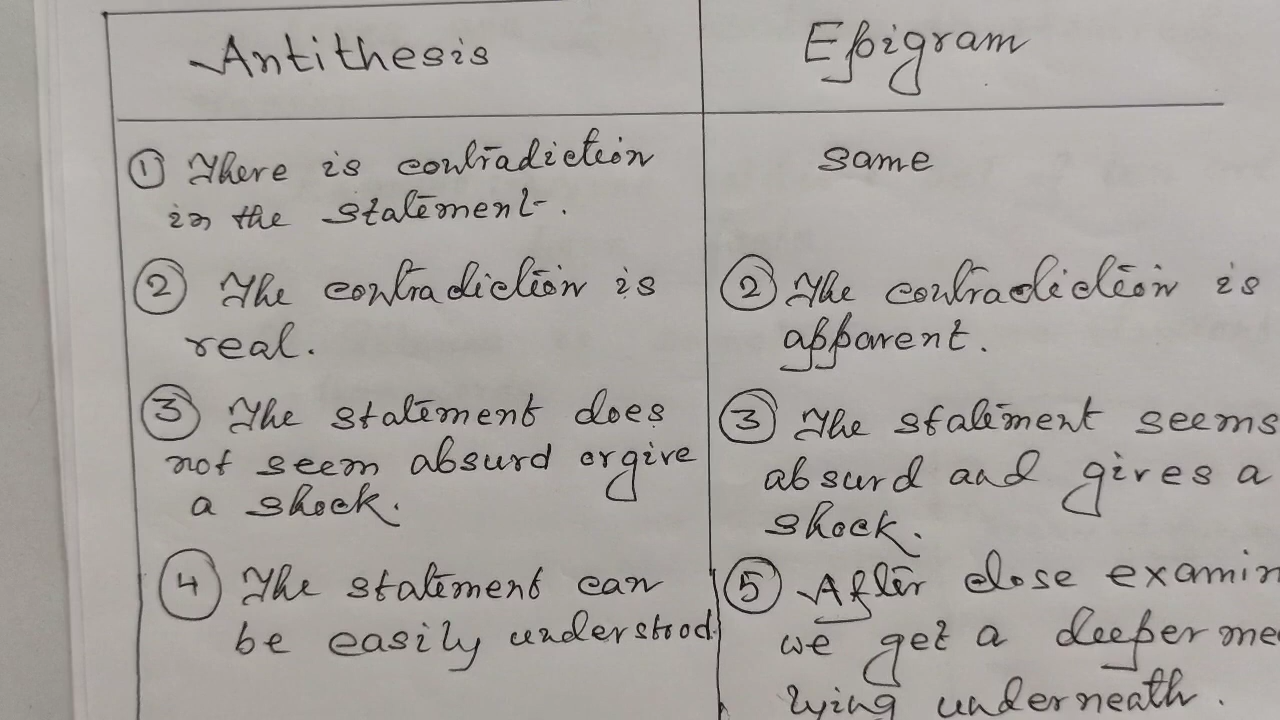 Antithesis
Epigram
① There is contradiction
in the statement.
same
② The contradiction is
real.
② The contradiction is
apparent.
③ The statement does
not seem absurd or give
a shock.
③ The statement seems
absurd and gives a
shock.
④ The statement can
be easily understood.
⑤ After close examin
we get a deeper mea
lying underneath.